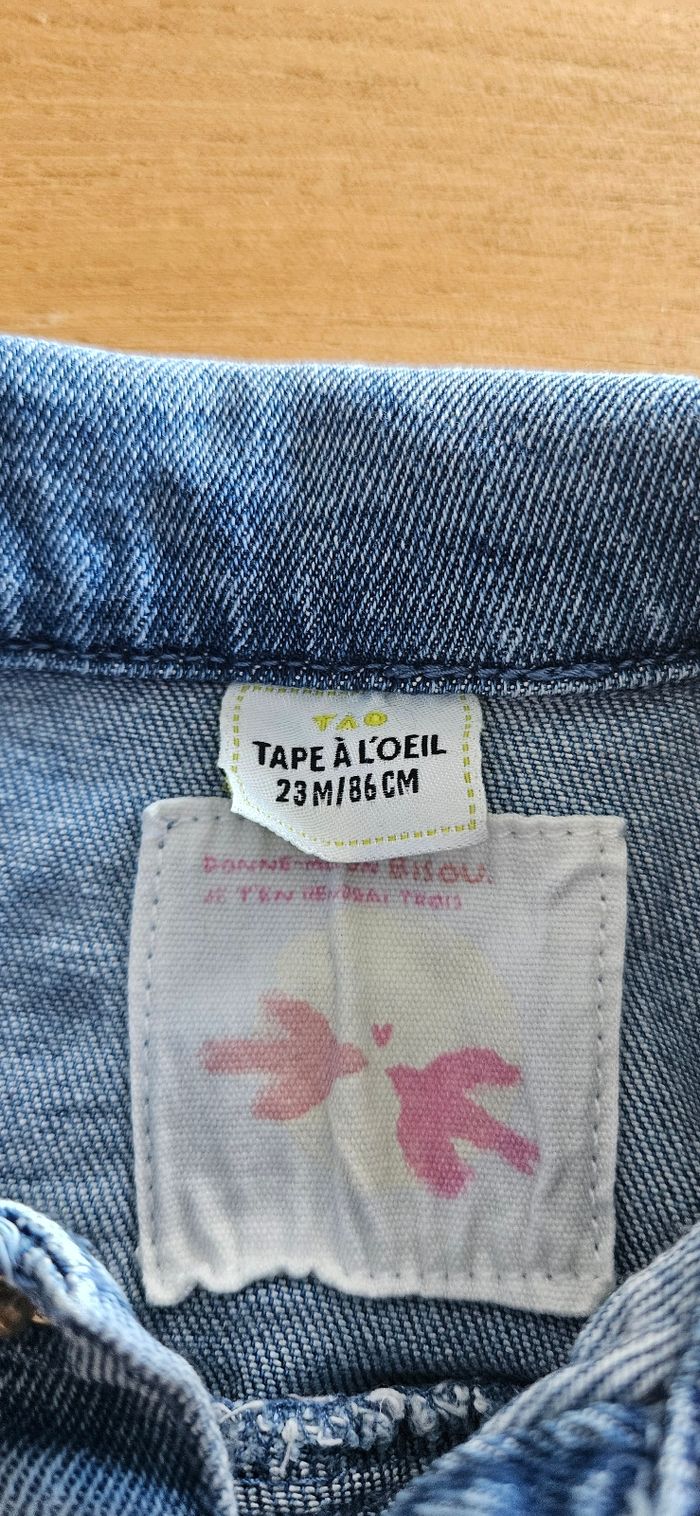 TAO
TAPE À L'OEIL
23M/86CM
DONNE-MOI UN BISOU,
JE T'EN RENDRAI TROIS